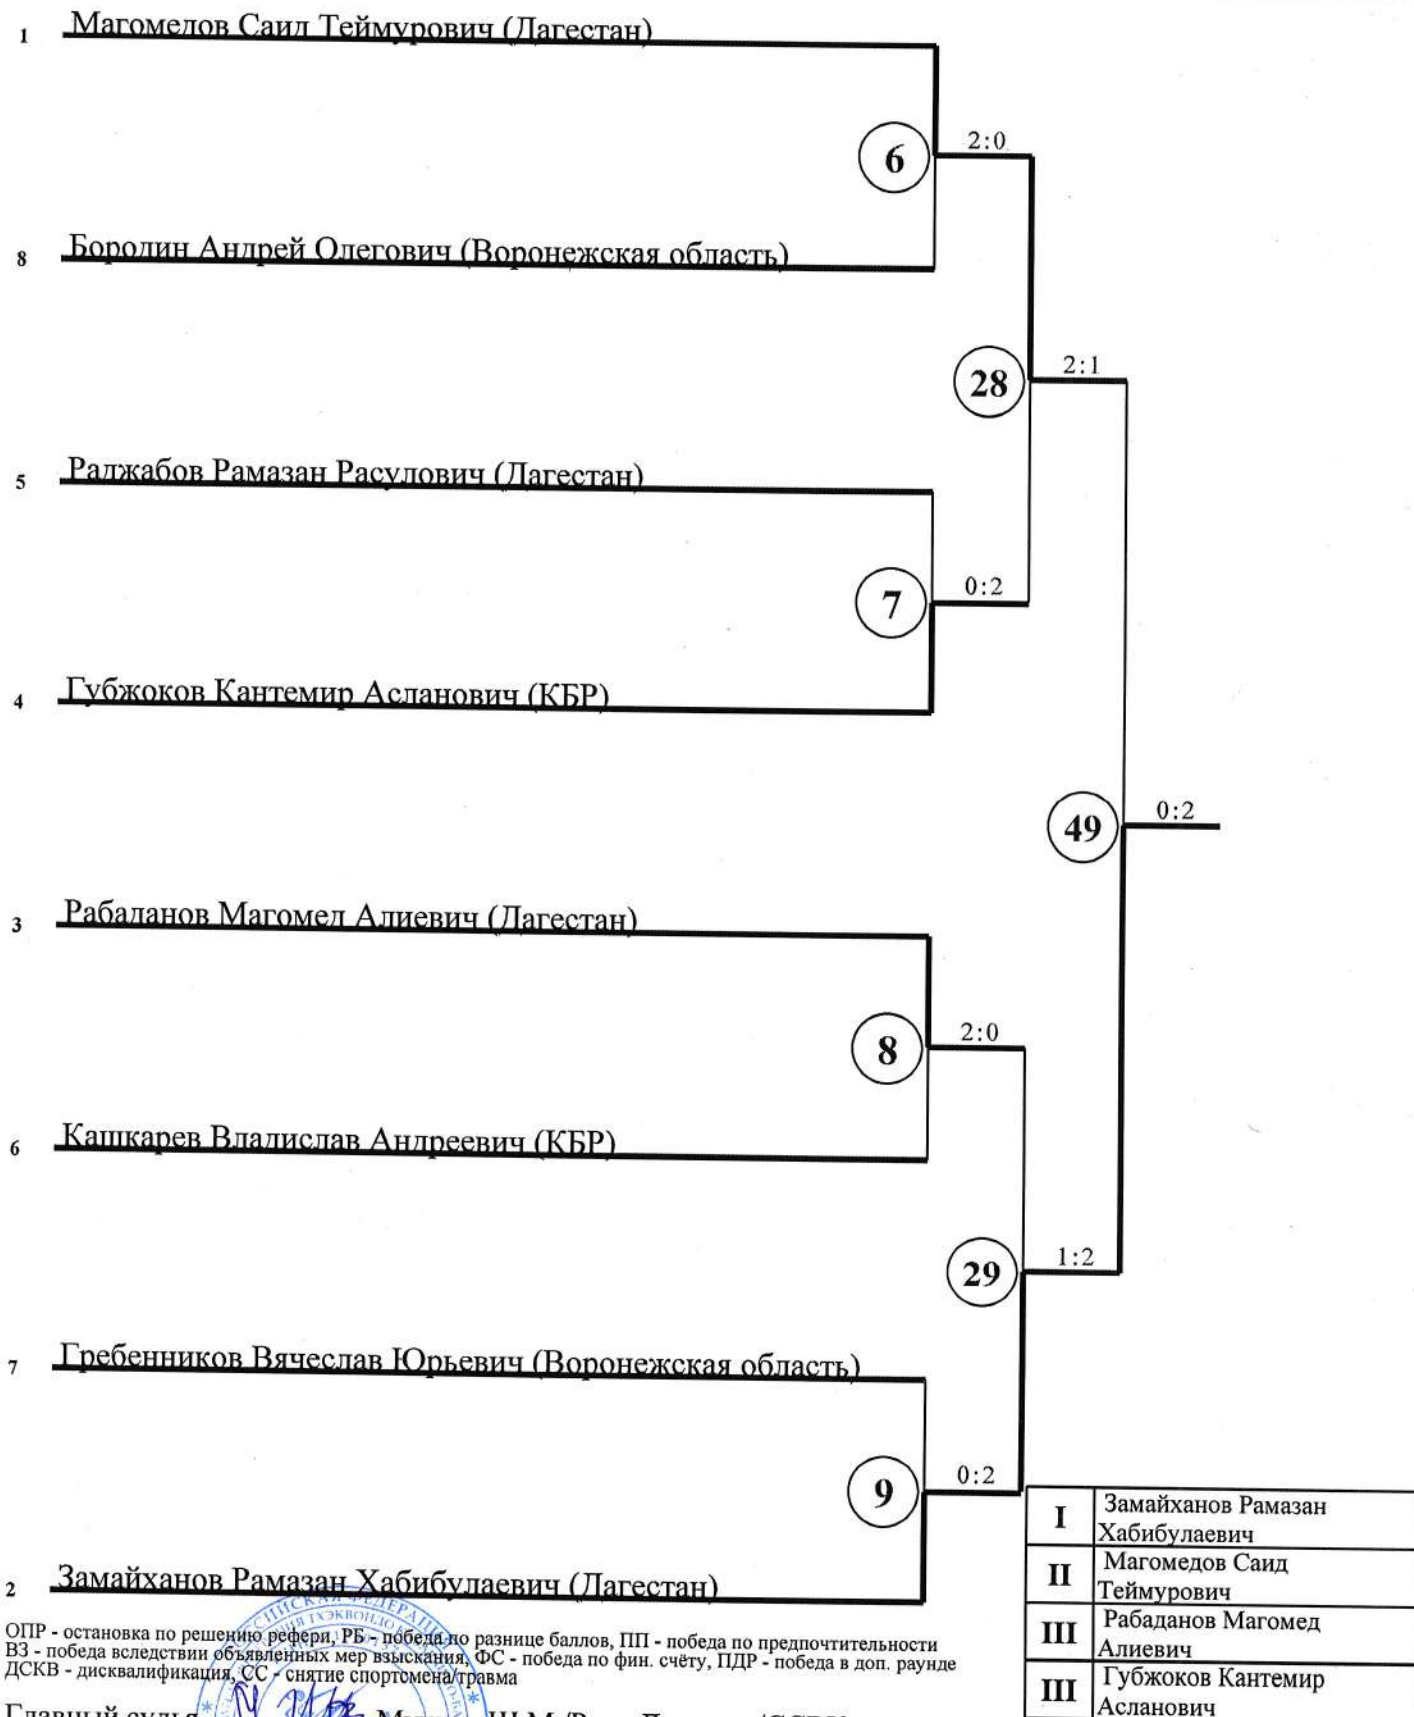 1 Магомедов Саид Теймурович (Дагестан)
6 2:0
8 Бородин Андрей Олегович (Воронежская область)
28 2:1
5 Раджабов Рамазан Расулович (Дагестан)
7 0:2
4 Губжоков Кантемир Асланович (КБР)
49 0:2
3 Рабаданов Магомед Алиевич (Дагестан)
8 2:0
6 Кашкарев Владислав Андреевич (КБР)
29 1:2
7 Гребенников Вячеслав Юрьевич (Воронежская область)
9 0:2
2 Замайханов Рамазан Хабибулаевич (Дагестан)
I Замайханов Рамазан
Хабибулаевич
II Магомедов Саид
Теймурович
III Рабаданов Магомед
Алиевич
III Губжоков Кантемир
Асланович
ОПР - остановка по решению рефери, РБ - победа по разнице баллов, ПП - победа по предпочтительности
ВЗ - победа вследствии объявленных мер взыскания, ФС - победа по фин. счёту, ПДР - победа в доп. раунде
ДСКВ - дисквалификация, СС - снятие спортсмена/травма
Главный судья